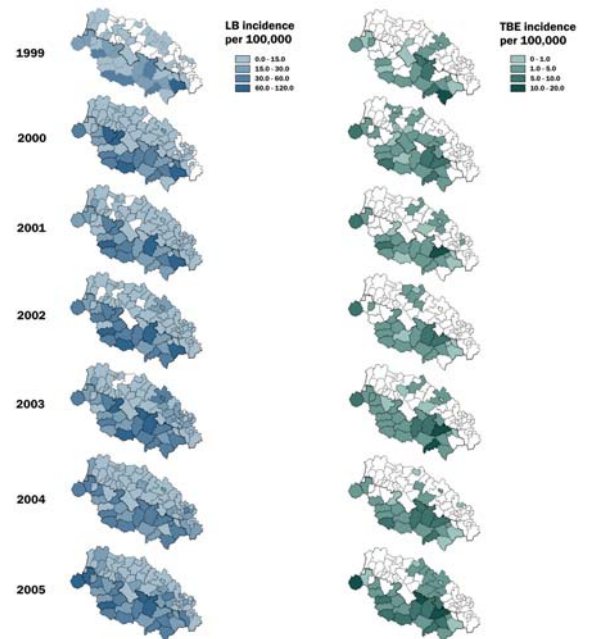 LB incidence
per 100,000
0.0 - 15.0
15.0 - 30.0
30.0 - 60.0
60.0 - 120.0
TBE incidence
per 100,000
0 - 1.0
1.0 - 5.0
5.0 - 10.0
10.0 - 20.0
1999
2000
2001
2002
2003
2004
2005